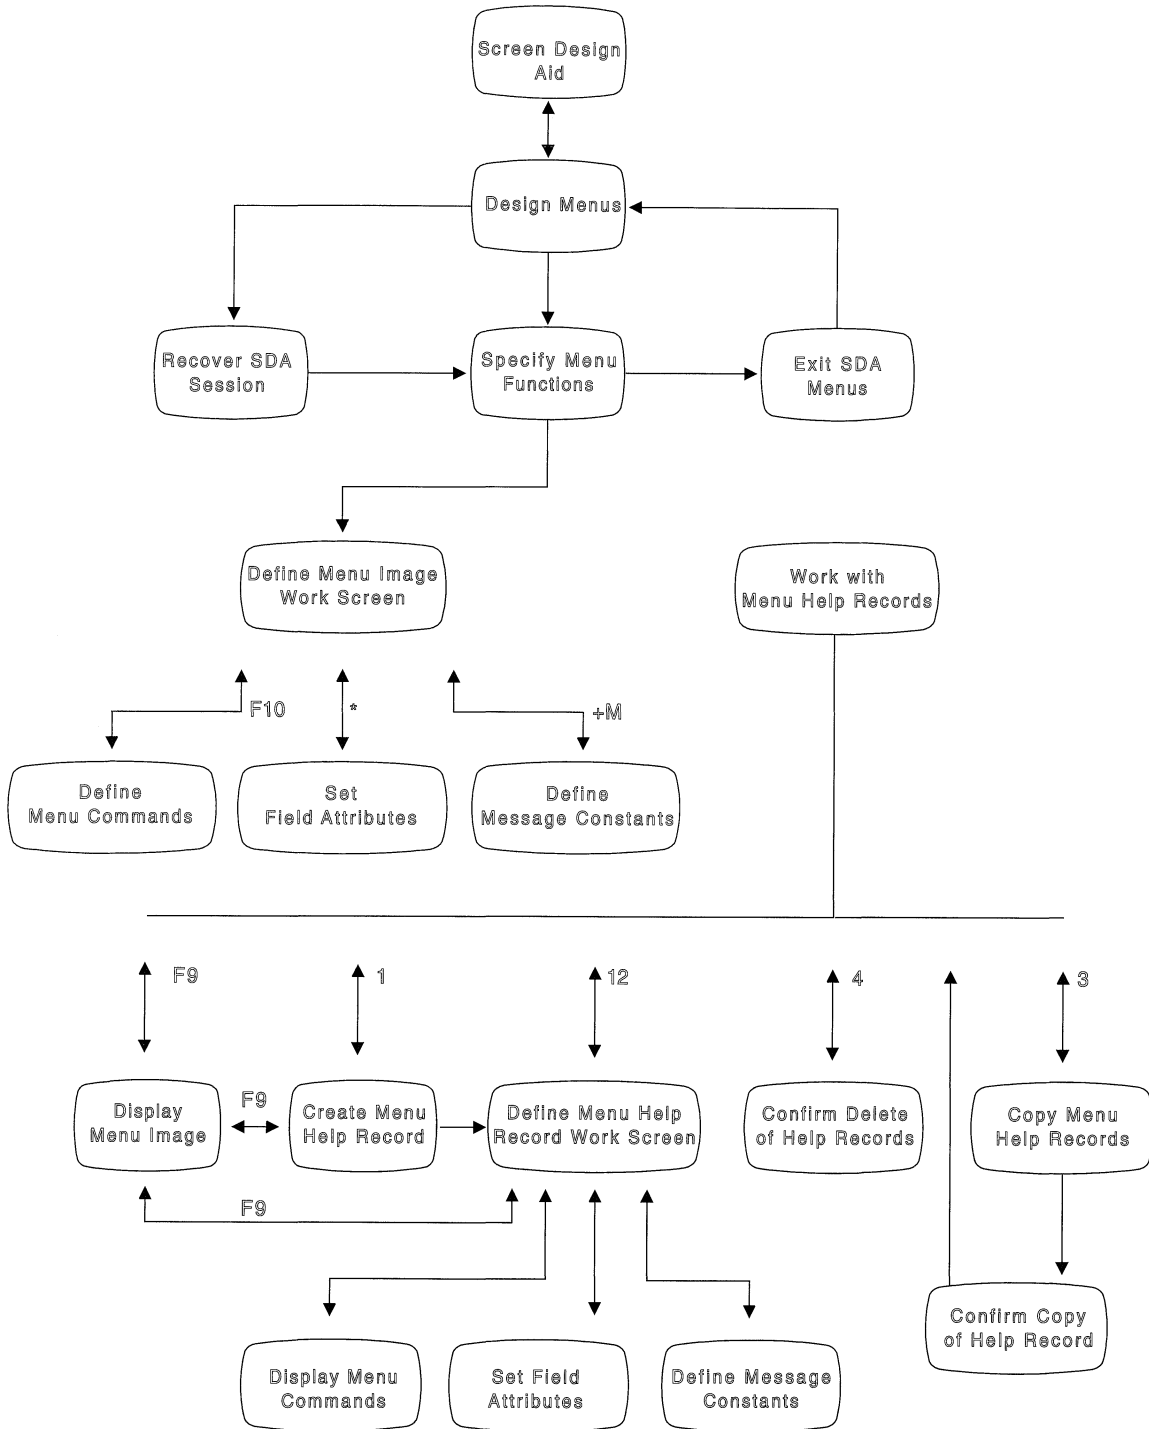 Screen Design
Aid
Design Menus
Recover SDA
Session
Specify Menu
Functions
Exit SDA
Menus
Define Menu Image
Work Screen
Work with
Menu Help Records
F10
*
+M
Define
Menu Commands
Set
Field Attributes
Define
Message Constants
F9
1
12
4
3
Display
Menu Image
F9
Create Menu
Help Record
Define Menu Help
Record Work Screen
Confirm Delete
of Help Records
Copy Menu
Help Records
F9
Confirm Copy
of Help Record
Display Menu
Commands
Set Field
Attributes
Define Message
Constants